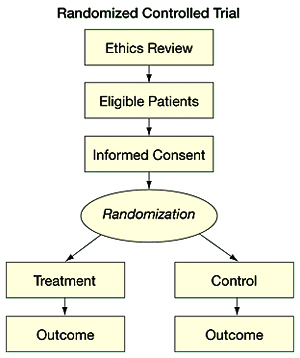 Randomized Controlled Trial
Ethics Review
Eligible Patients
Informed Consent
Randomization
Treatment
Control
Outcome
Outcome